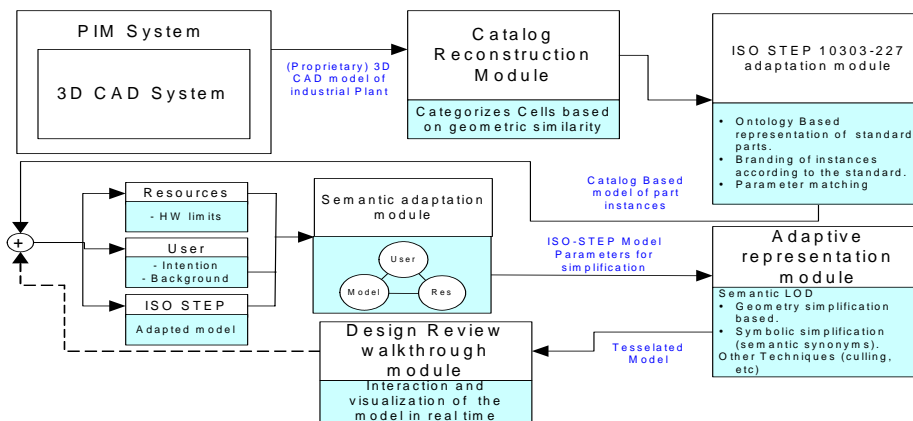 PIM System
3D CAD System
(Proprietary) 3D
CAD model of
industrial Plant
Catalog
Reconstruction
Module
Categorizes Cells based
on geometric similarity
ISO STEP 10303-227
adaptation module
• Ontology Based
representation of standard
parts.
• Branding of instances
according to the standard.
• Parameter matching
Catalog Based
model of part
instances
+
Resources
- HW limits
User
- Intention
- Background
ISO STEP
Adapted model
Semantic adaptation
module
User
Model
Res
ISO-STEP Model
Parameters for
simplification
Adaptive
representation
module
Semantic LOD
• Geometry simplification
based.
• Symbolic simplification
(semantic synonyms).
Other Techniques (culling,
etc)
Tesselated
Model
Design Review
walkthrough
module
Interaction and
visualization of the
model in real time